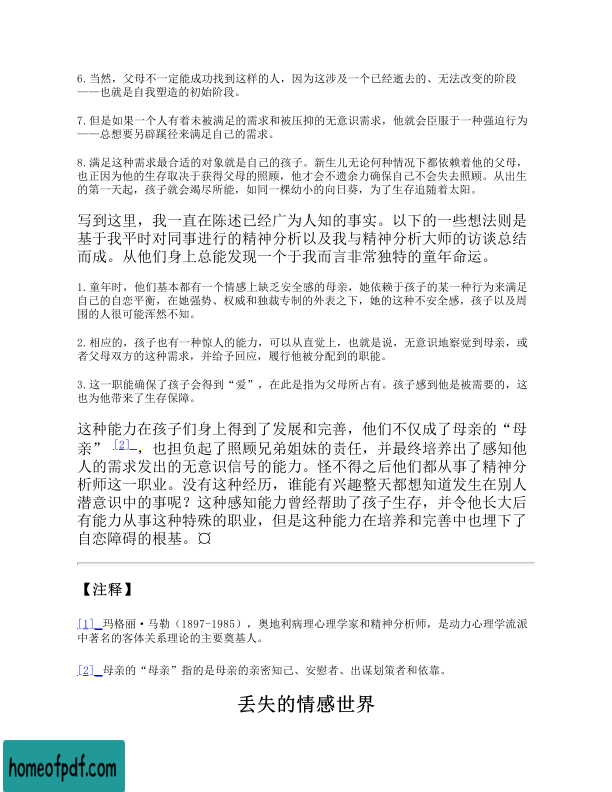 6.当然，父母不一定能成功找到这样的人，因为这涉及一个已经逝去的、无法改变的阶段
——也就是自我塑造的初始阶段。
7.但是如果一个人有着未被满足的需求和被压抑的无意识需求，他就会臣服于一种强迫行为
——总想要另辟蹊径来满足自己的需求。
8.满足这种需求最合适的对象就是自己的孩子。新生儿无论何种情况下都依赖着他的父母，
也正因为他的生存取决于获得父母的照顾，他才会不遗余力确保自己不会失去照顾。从出生
的第一天起，孩子就会竭尽所能，如同一棵幼小的向日葵，为了生存追随着太阳。
写到这里，我一直在陈述已经广为人知的事实。以下的一些想法则是
基于我平时对同事进行的精神分析以及我与精神分析大师的访谈总结
而成。从他们身上总能发现一个于我而言非常独特的童年命运。
1.童年时，他们基本都有一个情感上缺乏安全感的母亲，她依赖于孩子的某一种行为来满足
自己的自恋平衡，在她强势、权威和独裁专制的外表之下，她的这种不安全感，孩子以及周
围的人很可能浑然不知。
2.相应的，孩子也有一种惊人的能力，可以从直觉上，也就是说，无意识地察觉到母亲，或
者父母双方的这种需求，并给予回应，履行他被分配到的职能。
3.这一职能确保了孩子会得到“爱”，在此是指为父母所占有。孩子感到他是被需要的，这
也为他带来了生存保障。
这种能力在孩子们身上得到了发展和完善，他们不仅成了母亲的“母
亲” [2] ，也担负起了照顾兄弟姐妹的责任，并最终培养出了感知他
人的需求发出的无意识信号的能力。怪不得之后他们都从事了精神分
析师这一职业。没有这种经历，谁能有兴趣整天都想知道发生在别人
潜意识中的事呢？这种感知能力曾经帮助了孩子生存，并令他长大后
有能力从事这种特殊的职业，但是这种能力在培养和完善中也埋下了
自恋障碍的根基。¤
【注释】
[1] 玛格丽·马勒（1897-1985），奥地利病理心理学家和精神分析师，是动力心理学流派
中著名的客体关系理论的主要奠基人。
[2] 母亲的“母亲”指的是母亲的亲密知己、安慰者、出谋划策者和依靠。
丢失的情感世界
homeofpdf.com